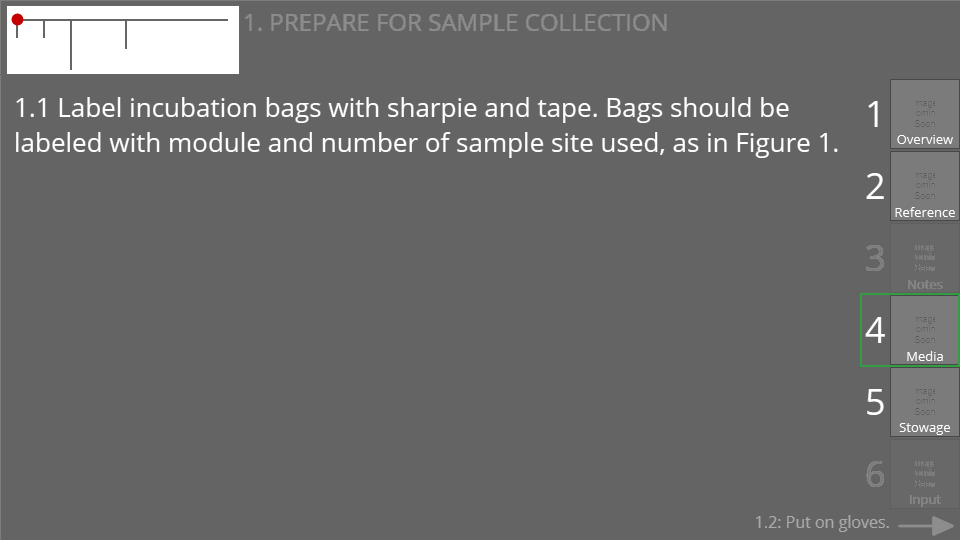 1. PREPARE FOR SAMPLE COLLECTION
1.1 Label incubation bags with sharpie and tape. Bags should be
labeled with module and number of sample site used, as in Figure 1.
1
Overview
2
Reference
3
Notes
4
Media
5
Stowage
6
Input
1.2: Put on gloves.